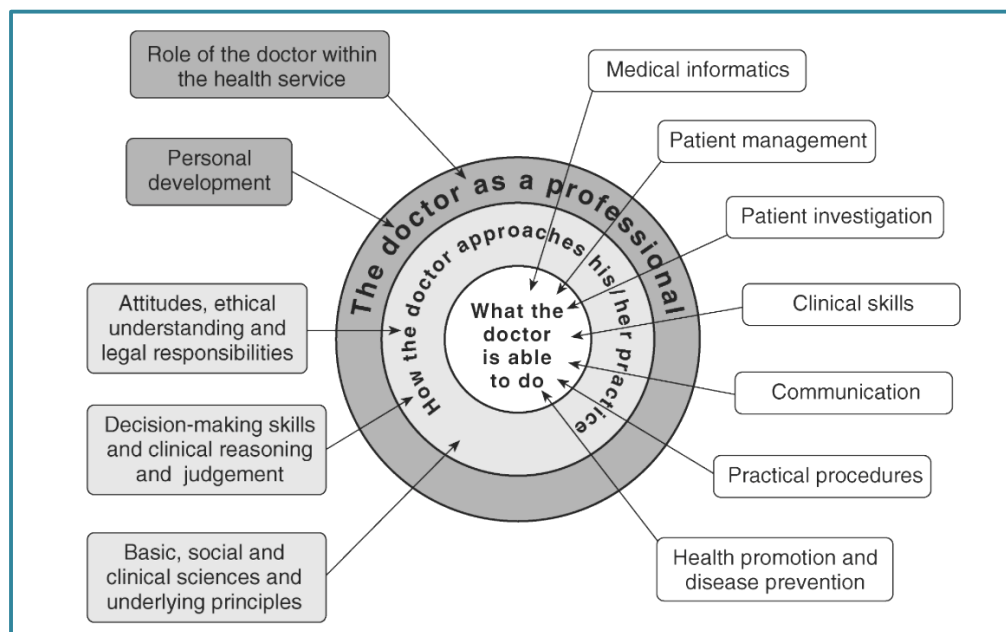 Role of the doctor within
the health service
Personal
development
Attitudes, ethical
understanding and
legal responsibilities
Decision-making skills
and clinical reasoning
and judgement
Basic, social and
clinical sciences and
underlying principles
The doctor as a professional
How the doctor approaches his/her practice
What the
doctor
is able
to do
Medical informatics
Patient management
Patient investigation
Clinical skills
Communication
Practical procedures
Health promotion and
disease prevention